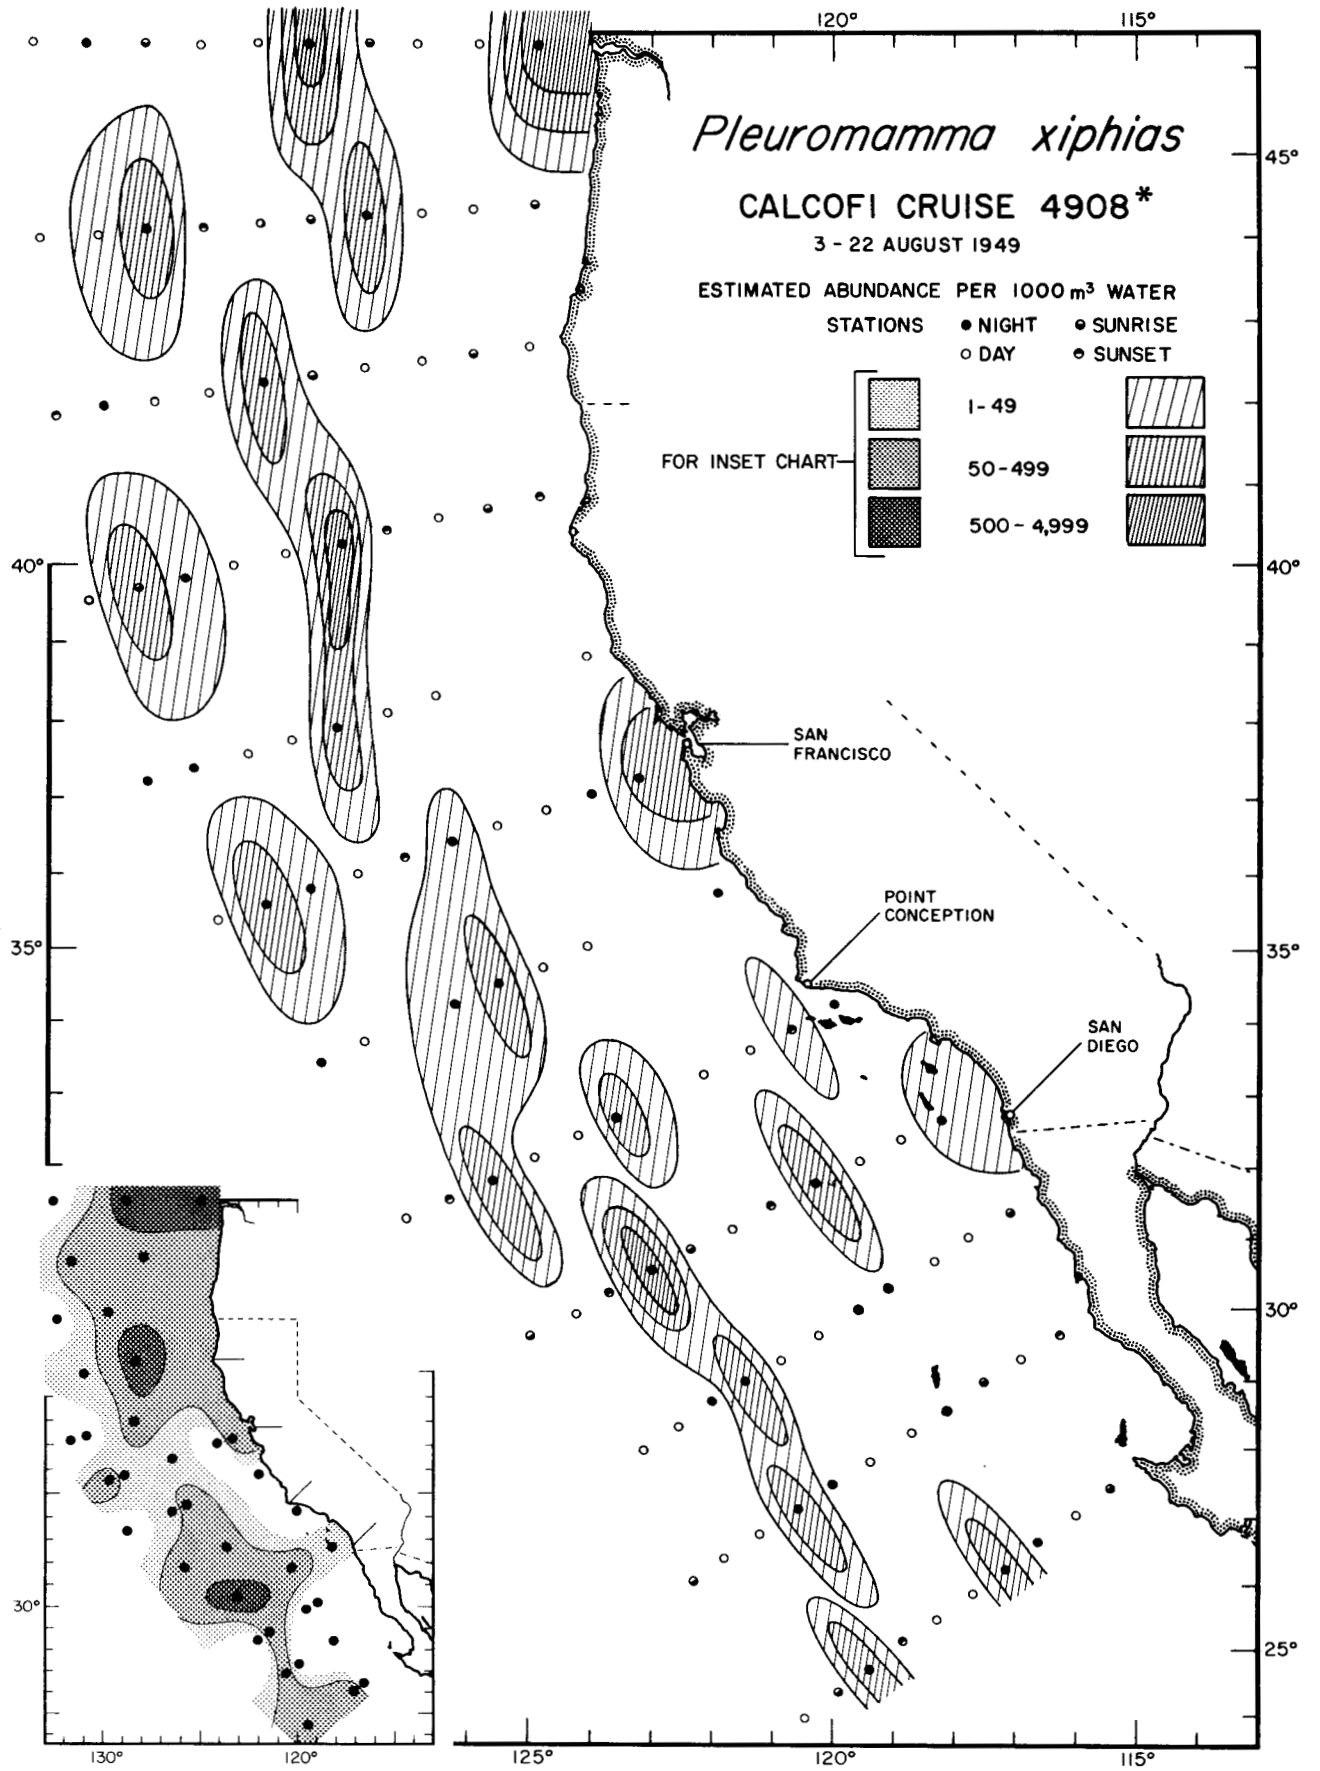 120°
115°
Pleuromamma xiphias
45°
CALCOFI CRUISE 4908*
3 - 22 AUGUST 1949
ESTIMATED ABUNDANCE PER 1000 m³ WATER
STATIONS
NIGHT
SUNRISE
DAY
SUNSET
1 - 49
FOR INSET CHART
50 - 499
500 - 4,999
40°
40°
SAN
FRANCISCO
POINT
CONCEPTION
35°
35°
SAN
DIEGO
30°
30°
25°
130°
120°
125°
120°
115°